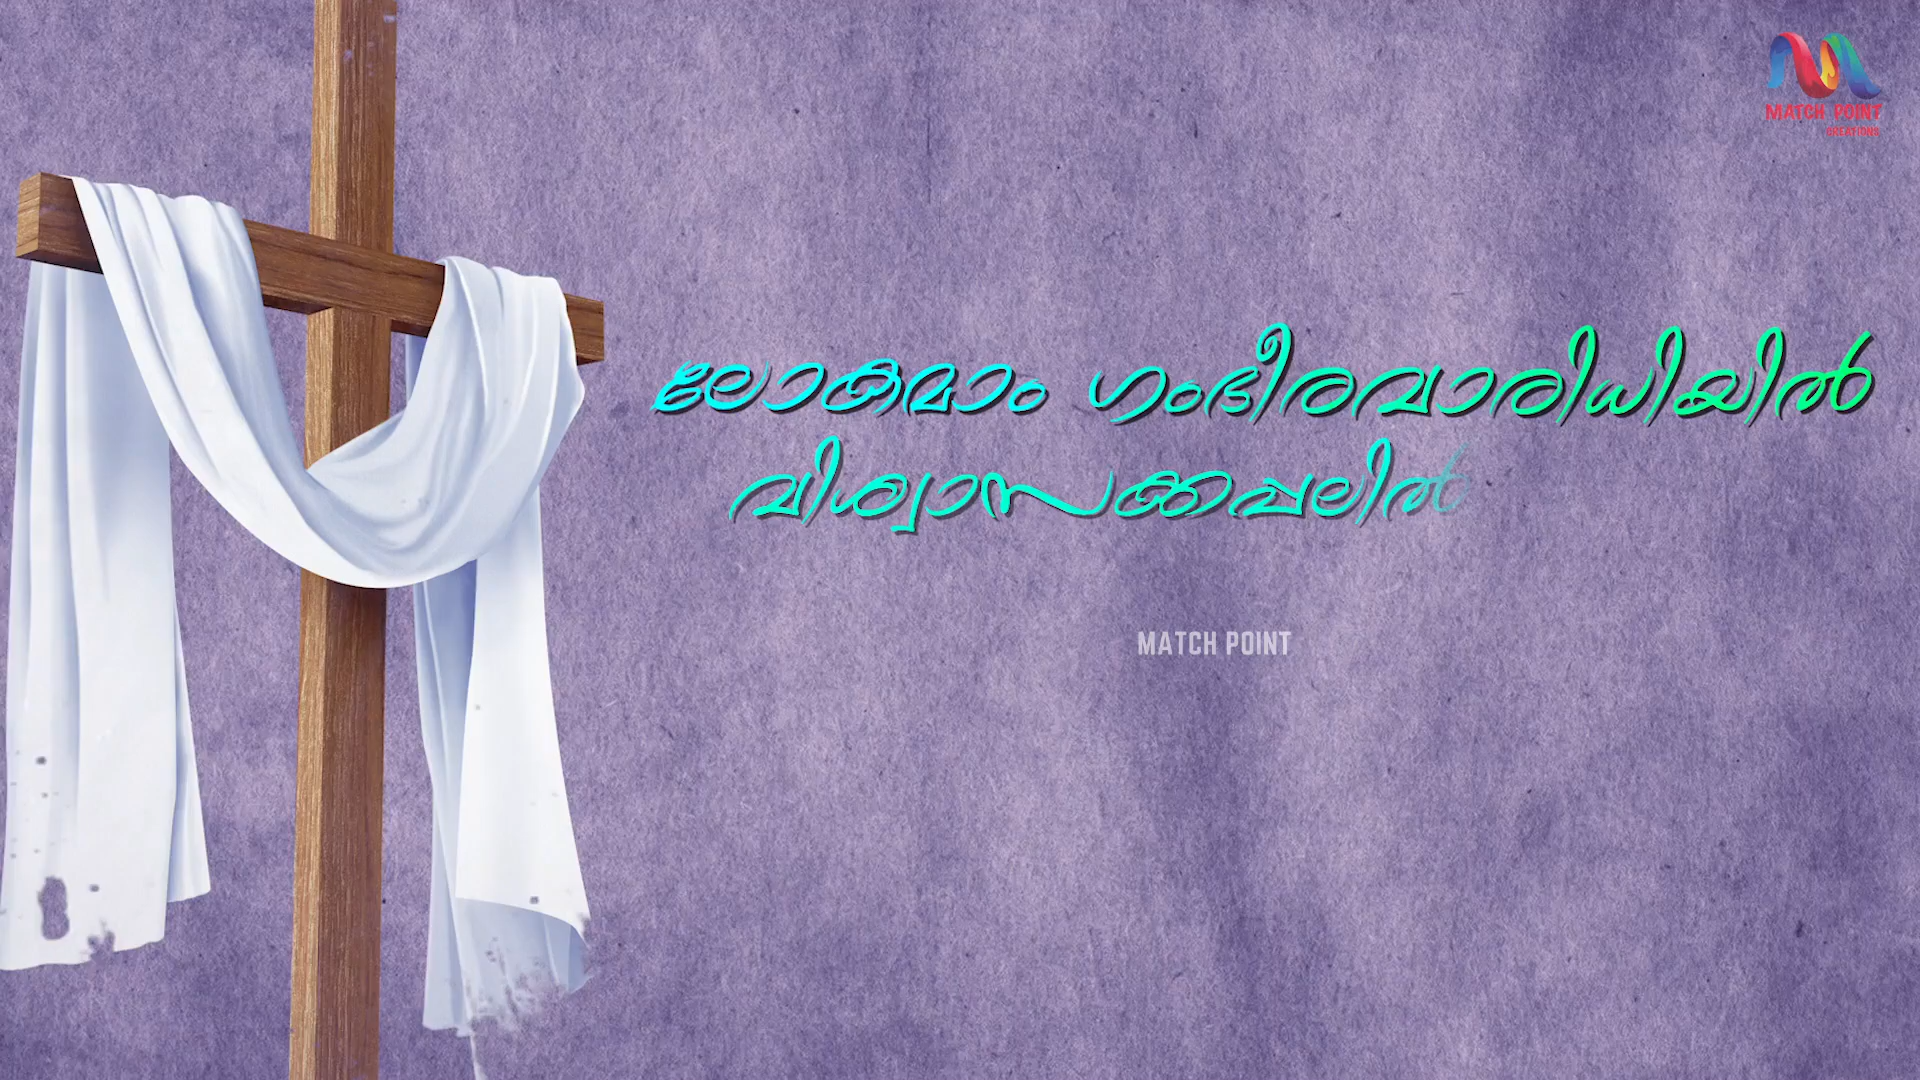 MATCH POINT
CREATIONS
ലോകമാം ഗംഭീരവാരിധിയിൽ
വിശ്വാസക്കപ്പലിൽ
MATCH POINT